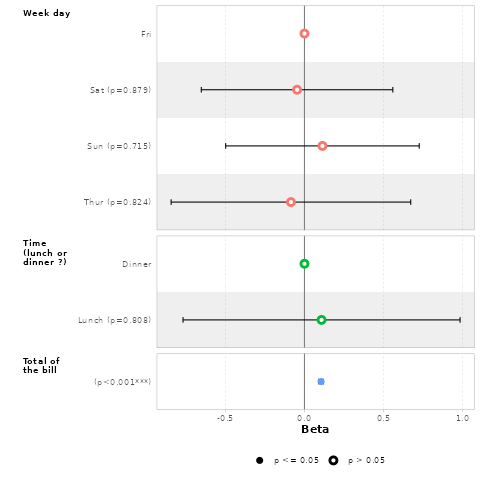 Week day
Fri
Sat (p=0.879)
Sun (p=0.715)
Thur (p=0.824)
Time
(lunch or
dinner ?)
Dinner
Lunch (p=0.808)
Total of
the bill
(p<0.001***)
-0.5 0.0 0.5 1.0
Beta
p <= 0.05 p > 0.05